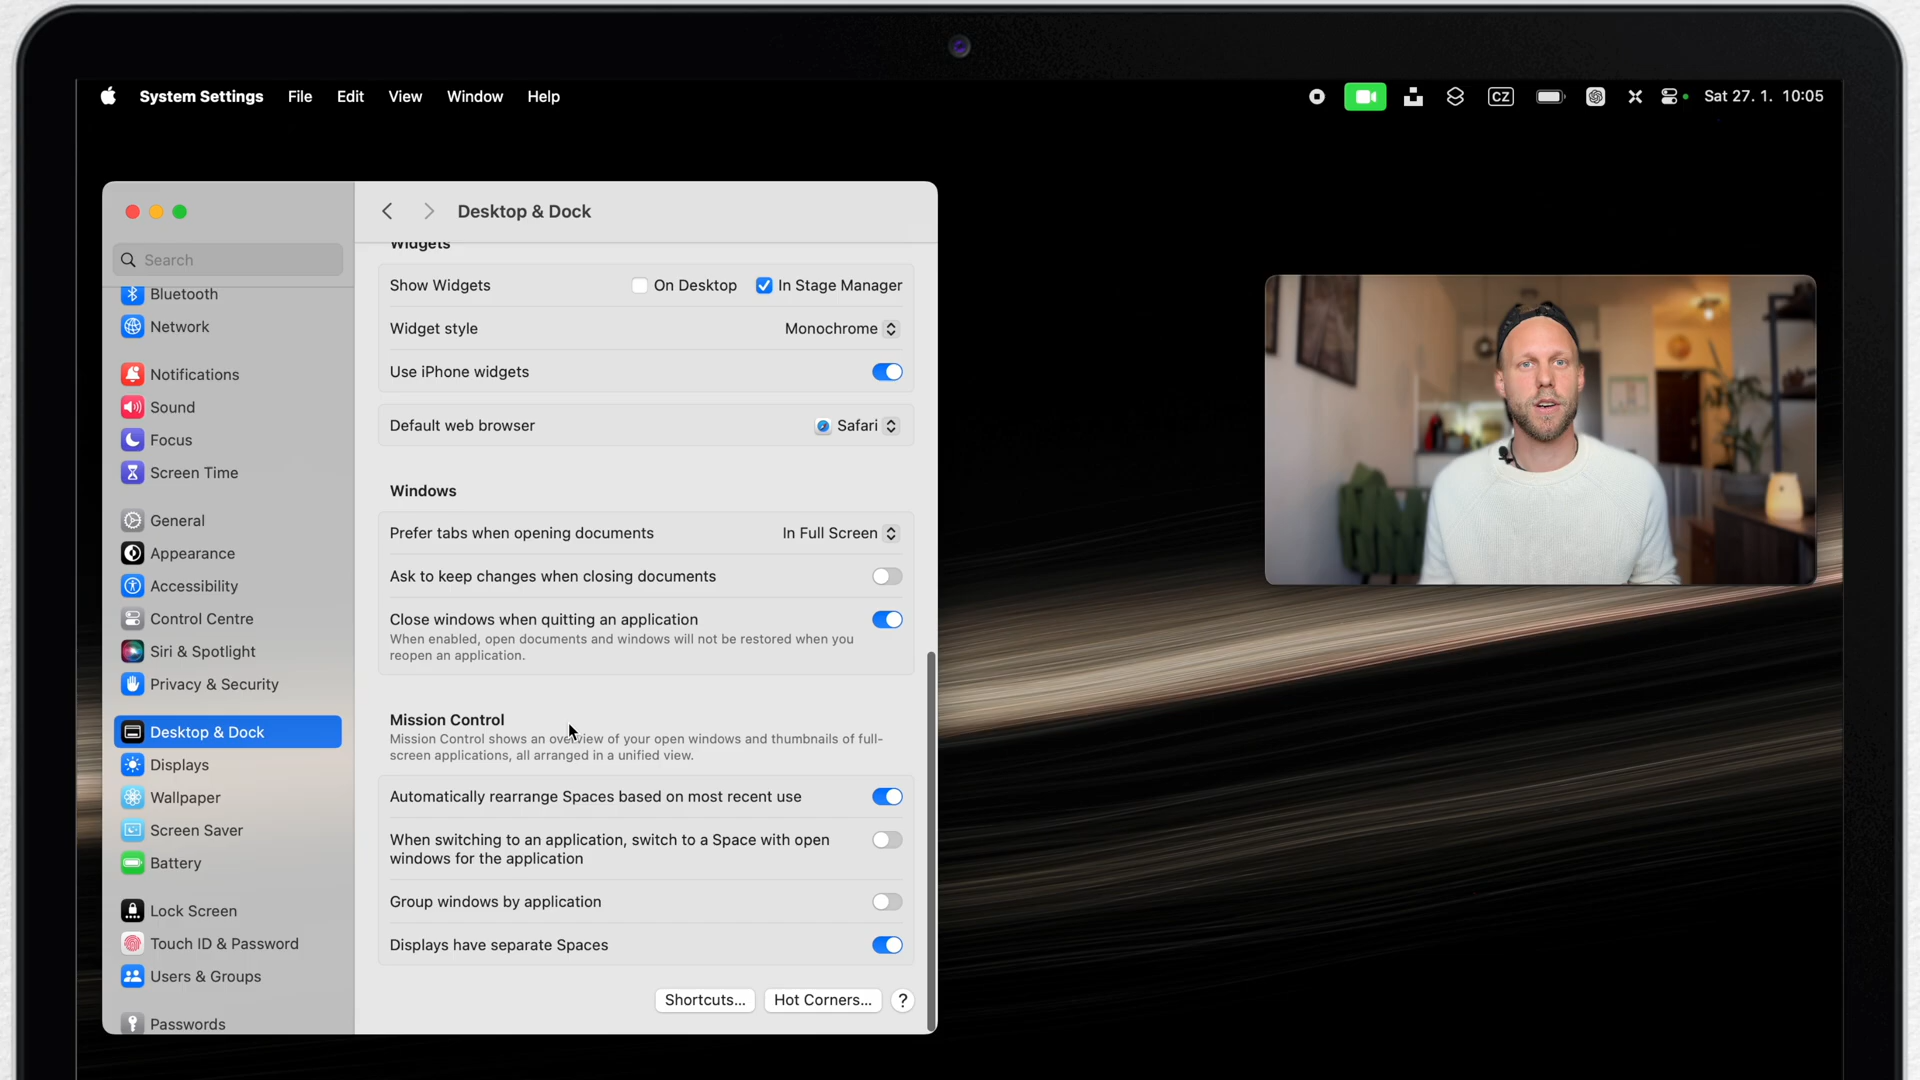 System Settings File Edit View Window Help
CZ
Sat 27. 1. 10:05
Desktop & Dock
Search
Bluetooth
Network
Notifications
Sound
Focus
Screen Time
General
Appearance
Accessibility
Control Centre
Siri & Spotlight
Privacy & Security
Desktop & Dock
Displays
Wallpaper
Screen Saver
Battery
Lock Screen
Touch ID & Password
Users & Groups
Passwords
Widgets
Show Widgets On Desktop In Stage Manager
Widget style Monochrome
Use iPhone widgets
Default web browser Safari
Windows
Prefer tabs when opening documents In Full Screen
Ask to keep changes when closing documents
Close windows when quitting an application
When enabled, open documents and windows will not be restored when you
reopen an application.
Mission Control
Mission Control shows an overview of your open windows and thumbnails of full-
screen applications, all arranged in a unified view.
Automatically rearrange Spaces based on most recent use
When switching to an application, switch to a Space with open
windows for the application
Group windows by application
Displays have separate Spaces
Shortcuts... Hot Corners... ?